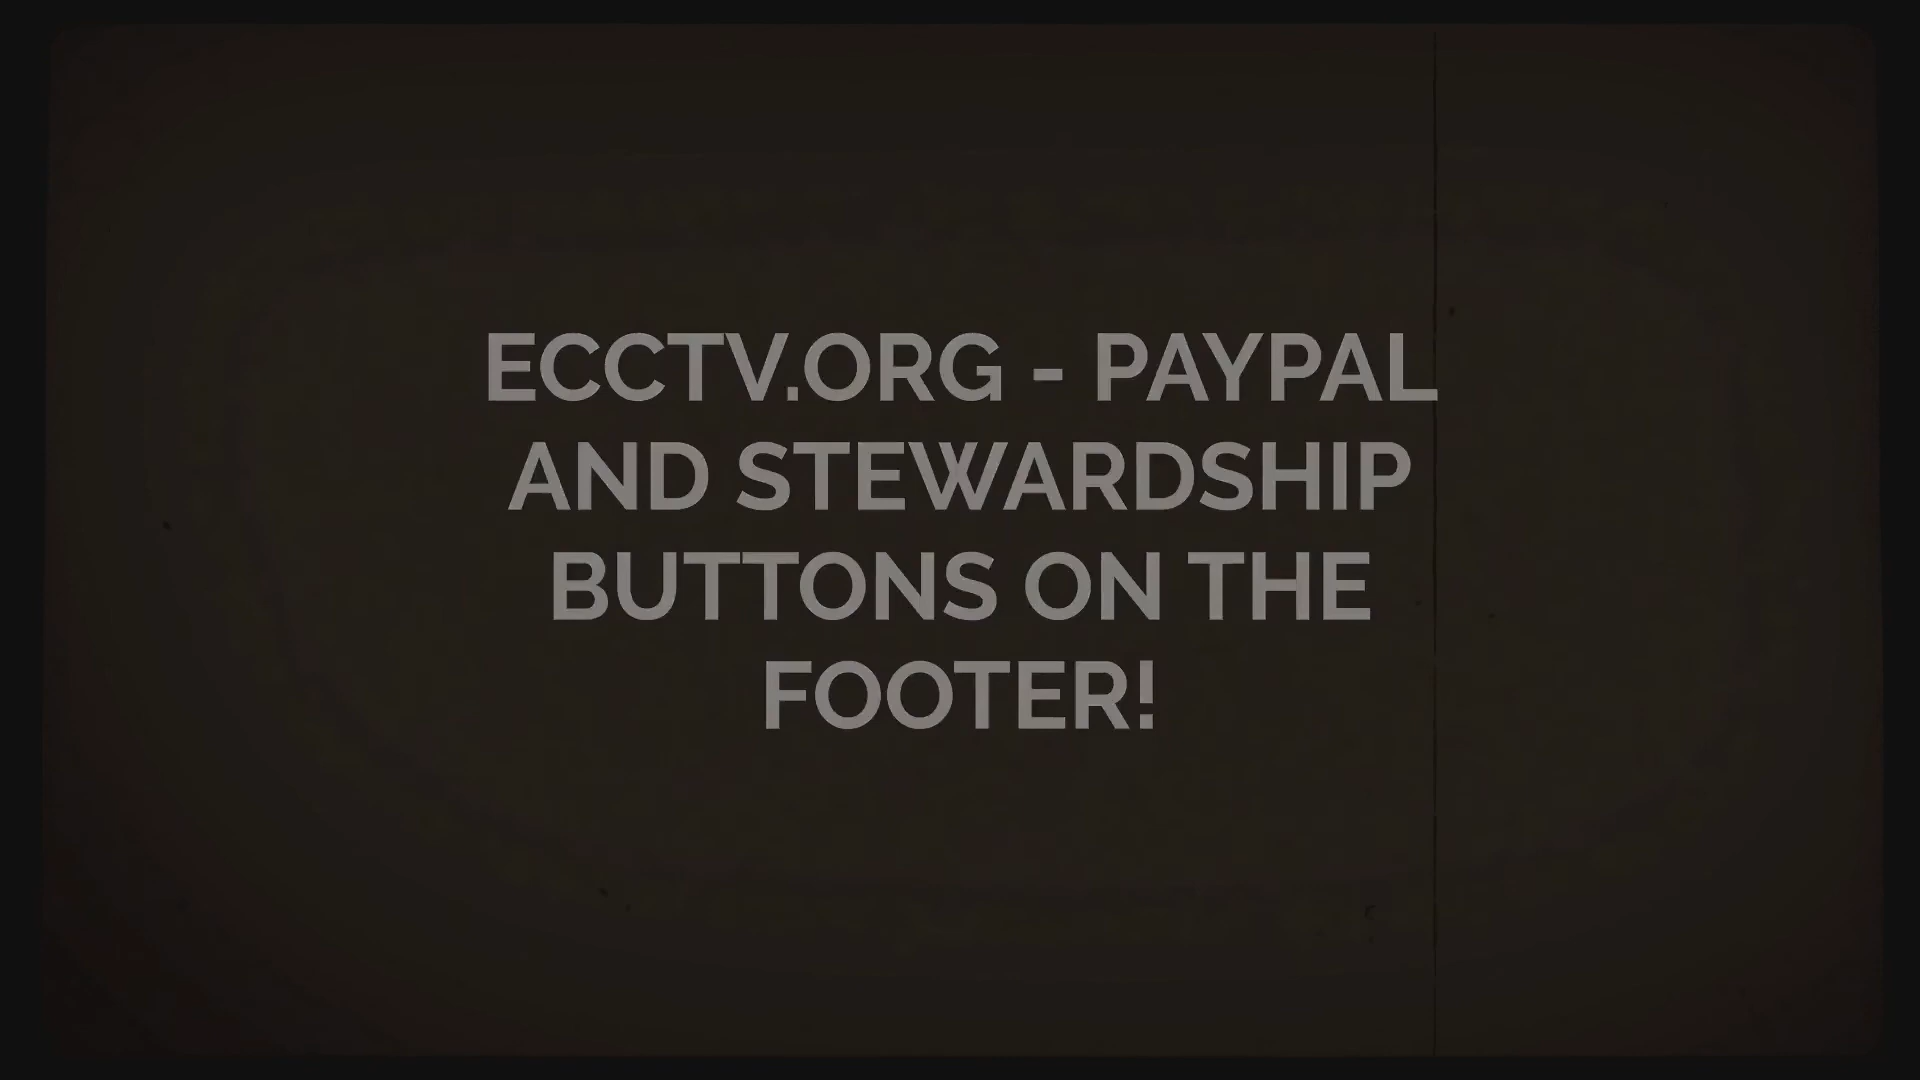 ECCTV.ORG - PAYPAL
AND STEWARDSHIP
BUTTONS ON THE
FOOTER!